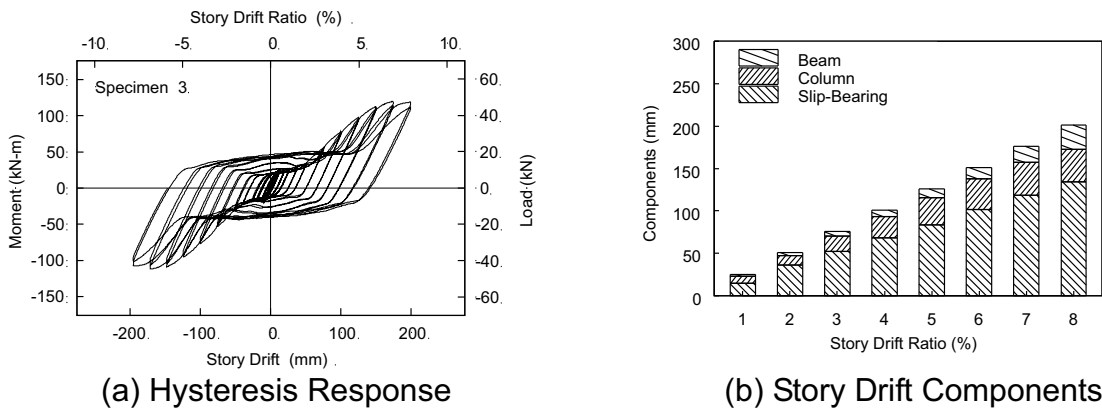 Story Drift Ratio (%)
-10. -5. 0. 5. 10.
150.
100.
50.
0.
-50.
-100.
-150.
Moment·(kN-m)
Specimen 3.
60.
40.
20.
0.
-20.
-40.
-60.
Load·(kN)
-200. -100. 0. 100. 200.
Story Drift (mm)
(a) Hysteresis Response
300
250
200
150
100
50
0
Components (mm)
Beam
Column
Slip-Bearing
1 2 3 4 5 6 7 8
Story Drift Ratio (%)
(b) Story Drift Components